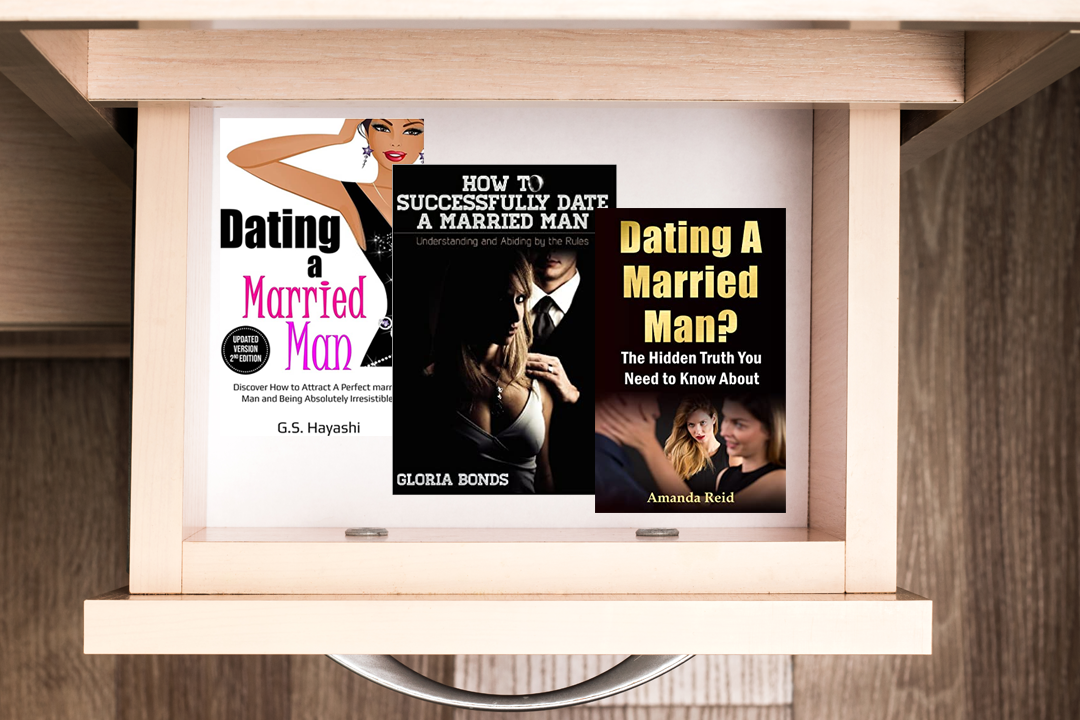 Dating
a
Married
Man
UPDATED
VERSION
2ND EDITION
Discover How to Attract A Perfect marr
Man and Being Absolutely Irresistible
G.S. Hayashi
HOW TO
SUCCESSFULLY DATE
A MARRIED MAN
Understanding and Abiding by the Rules
GLORIA BONDS
Dating A
Married
Man?
The Hidden Truth You
Need to Know About
Amanda Reid